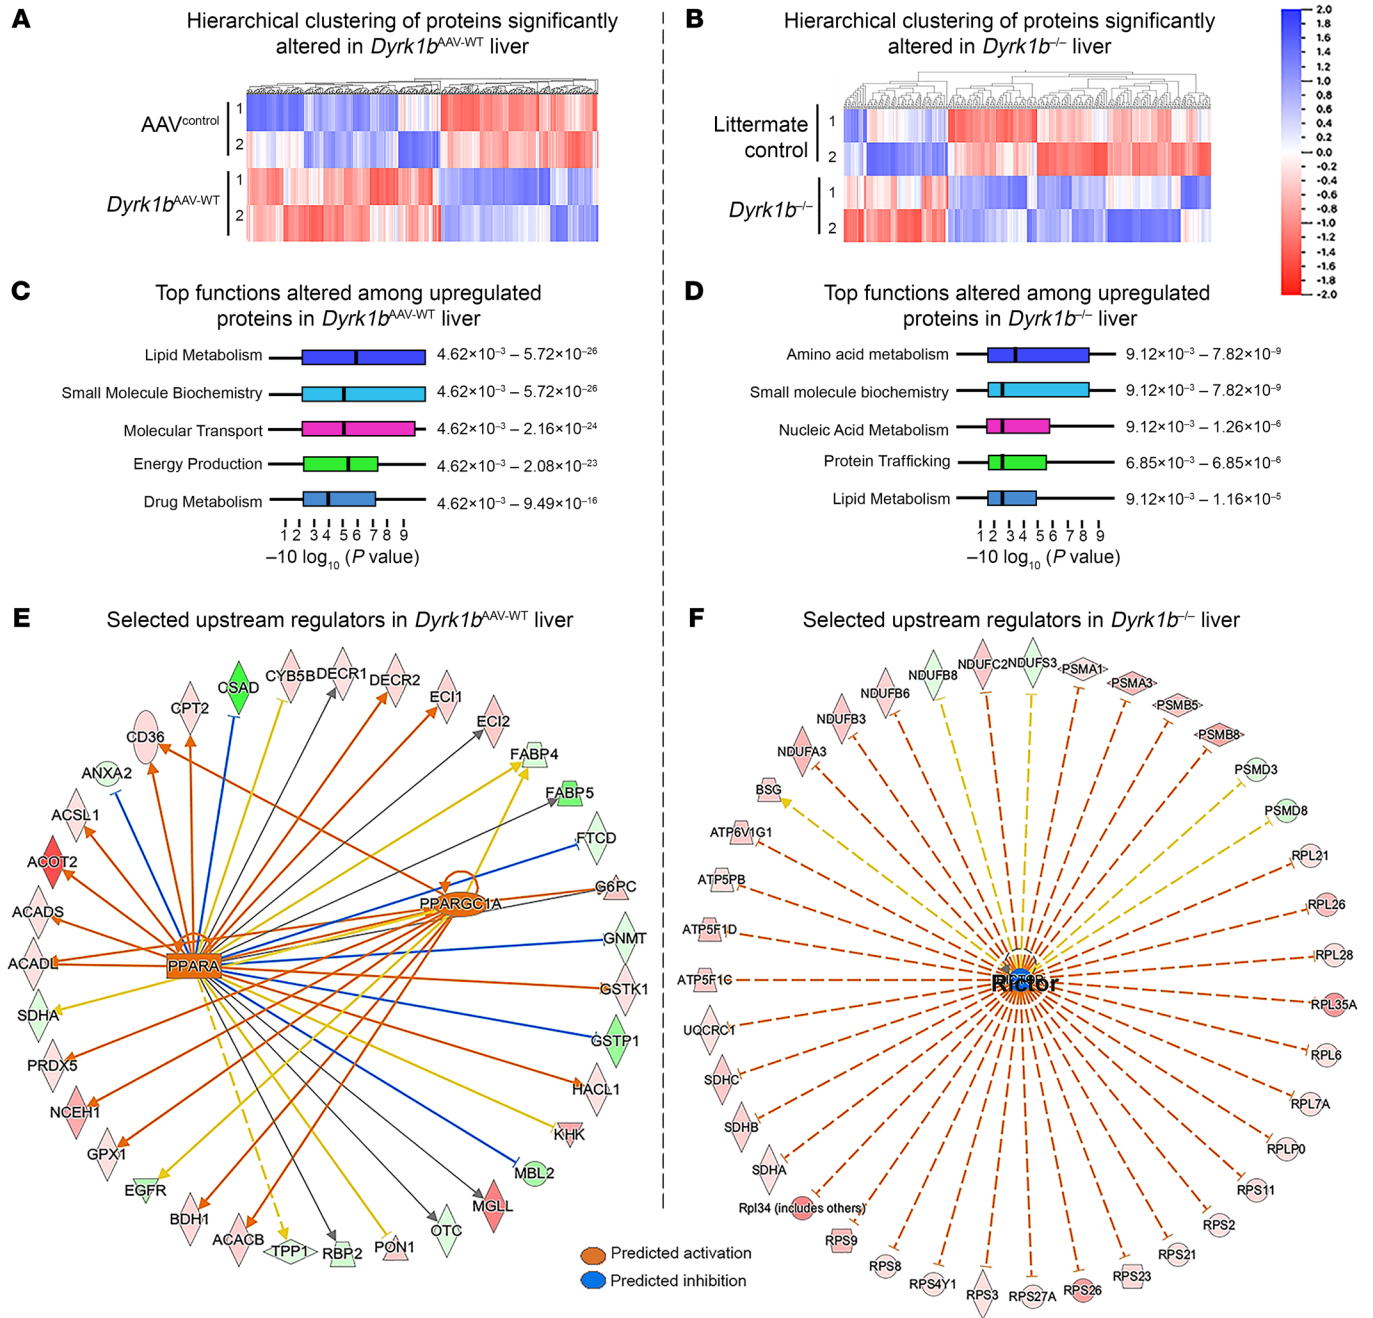 A
Hierarchical clustering of proteins significantly
altered in Dyrk1bAAV-WT liver
AAVcontrol
1
2
Dyrk1bAAV-WT
1
2
B
Hierarchical clustering of proteins significantly
altered in Dyrk1b–/– liver
Littermate
control
1
2
Dyrk1b–/–
1
2
2.0
1.8
1.6
1.4
1.2
1.0
0.8
0.6
0.4
0.2
0.0
-0.2
-0.4
-0.6
-0.8
-1.0
-1.2
-1.4
-1.6
-1.8
-2.0
C
Top functions altered among upregulated
proteins in Dyrk1bAAV-WT liver
Lipid Metabolism 4.62×10–3 – 5.72×10–26
Small Molecule Biochemistry 4.62×10–3 – 5.72×10–26
Molecular Transport 4.62×10–3 – 2.16×10–24
Energy Production 4.62×10–3 – 2.08×10–23
Drug Metabolism 4.62×10–3 – 9.49×10–16
1 2 3 4 5 6 7 8 9
–10 log10 (P value)
D
Top functions altered among upregulated
proteins in Dyrk1b–/– liver
Amino acid metabolism 9.12×10–3 – 7.82×10–9
Small molecule biochemistry 9.12×10–3 – 7.82×10–9
Nucleic Acid Metabolism 9.12×10–3 – 1.26×10–6
Protein Trafficking 6.85×10–3 – 6.85×10–6
Lipid Metabolism 9.12×10–3 – 1.16×10–5
1 2 3 4 5 6 7 8 9
–10 log10 (P value)
E
Selected upstream regulators in Dyrk1bAAV-WT liver
CSAD
CYB5B
DECR1
DECR2
ECI1
ECI2
FABP4
FABP5
FTCD
G6PC
GNMT
GSTK1
GSTP1
HACL1
KHK
MBL2
MGLL
OTC
PON1
RBP2
TPP1
ACACB
BDH1
EGFR
GPX1
NCEH1
PRDX5
SDHA
ACADL
ACADS
ACOT2
ACSL1
ANXA2
CD36
CPT2
PPARGC1A
PPARA
Predicted activation
Predicted inhibition
F
Selected upstream regulators in Dyrk1b–/– liver
NDUFB8
NDUFC2
NDUFS3
PSMA1
PSMA3
PSMB5
PSMB8
PSMD3
PSMD8
RPL21
RPL26
RPL28
RPL35A
RPL6
RPL7A
RPLP0
RPS11
RPS2
RPS21
RPS23
RPS26
RPS27A
RPS3
RPS4Y1
RPS8
RPS9
Rpl34 (includes others)
SDHA
SDHB
SDHC
UQCRC1
ATP5F1C
ATP5F1D
ATP5PB
ATP6V1G1
BSG
NDUFA3
NDUFB3
NDUFB6
Rictor